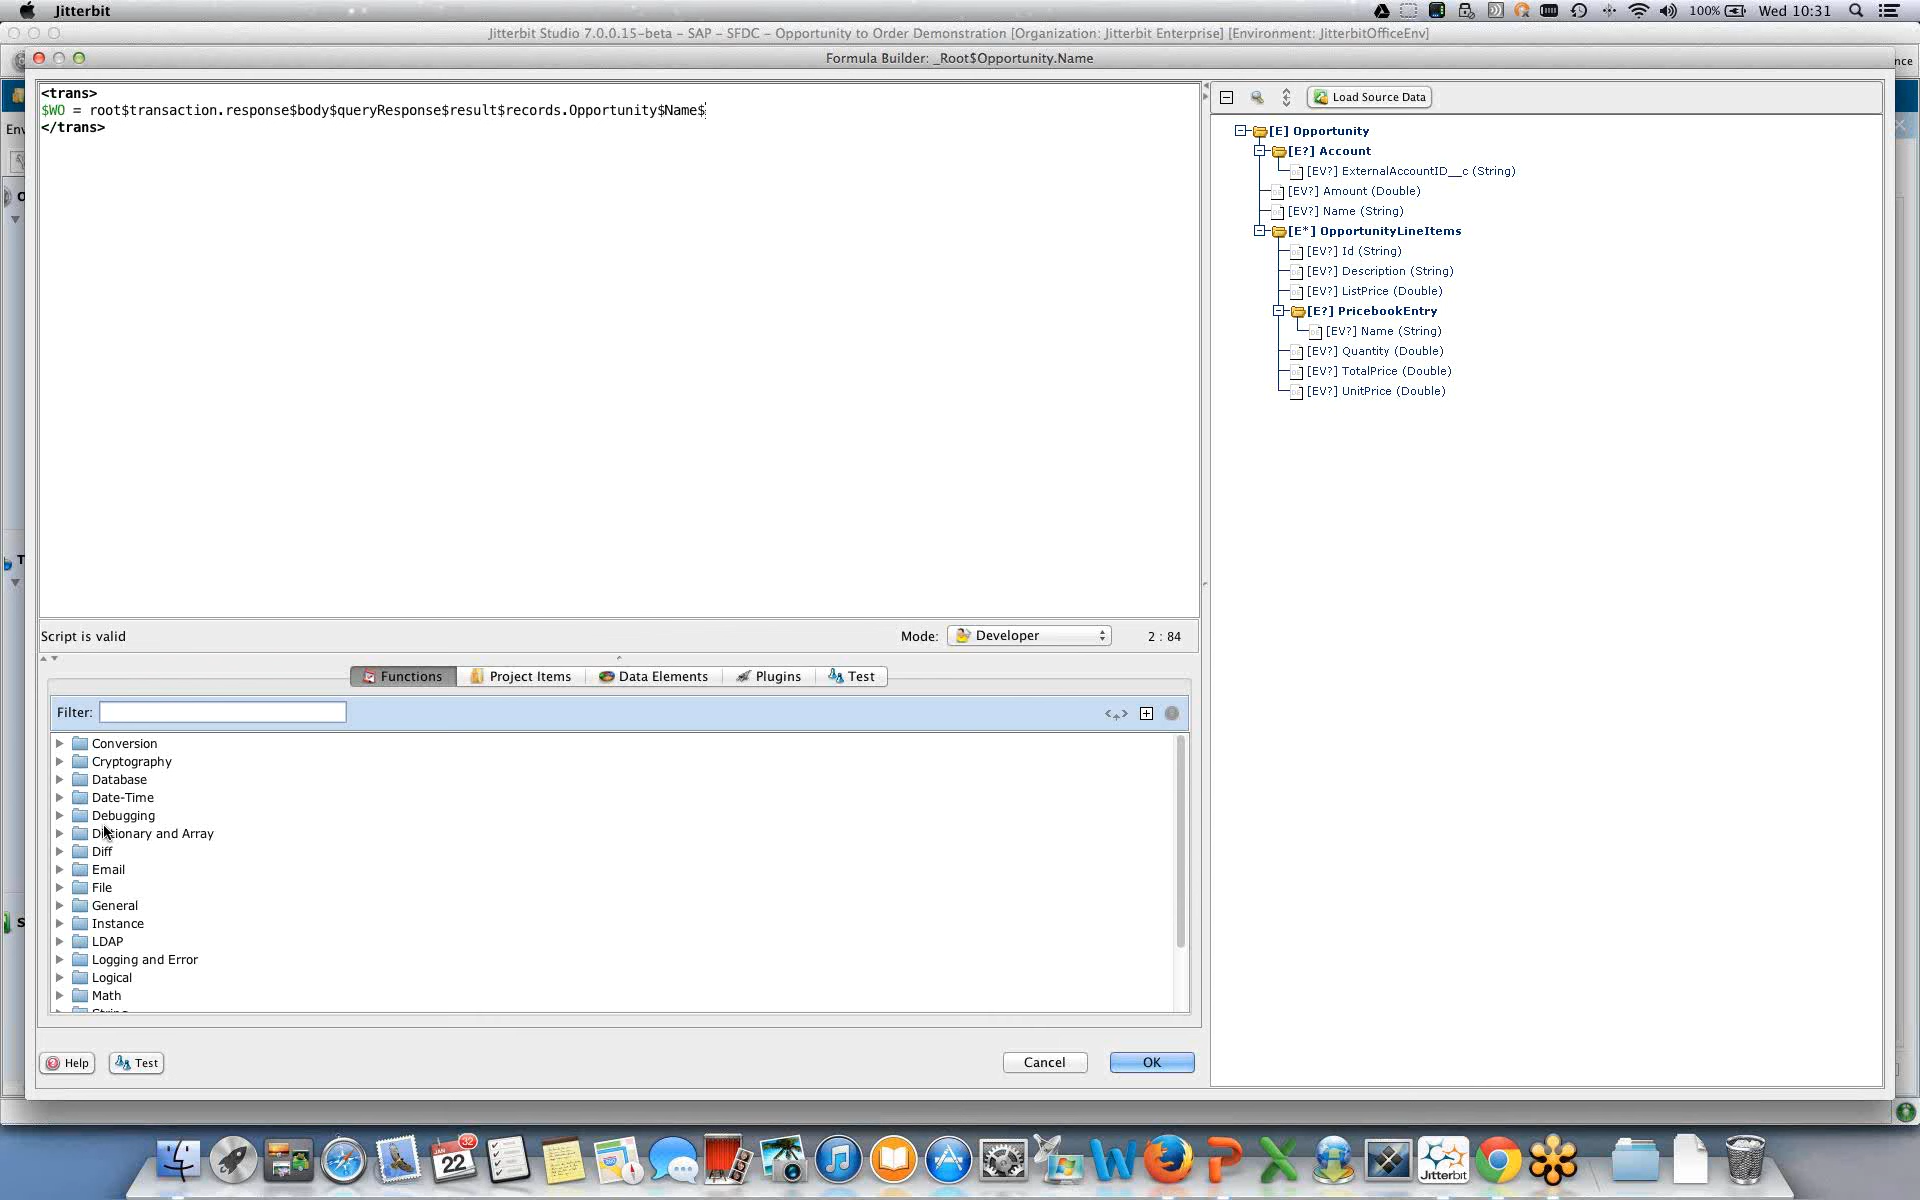 Jitterbit
100%
Wed 10:31
Jitterbit Studio 7.0.0.15-beta - SAP - SFDC - Opportunity to Order Demonstration [Organization: Jitterbit Enterprise] [Environment: JitterbitOfficeEnv]
Formula Builder: _Root$Opportunity.Name
<trans>
$WO = root$transaction.response$body$queryResponse$result$records.Opportunity$Name$
</trans>
Load Source Data
[E] Opportunity
[E?] Account
[EV?] ExternalAccountID__c (String)
[EV?] Amount (Double)
[EV?] Name (String)
[E*] OpportunityLineItems
[EV?] Id (String)
[EV?] Description (String)
[EV?] ListPrice (Double)
[E?] PricebookEntry
[EV?] Name (String)
[EV?] Quantity (Double)
[EV?] TotalPrice (Double)
[EV?] UnitPrice (Double)
Script is valid
Mode:
Developer
2 : 84
Functions
Project Items
Data Elements
Plugins
Test
Filter:
Conversion
Cryptography
Database
Date-Time
Debugging
Dictionary and Array
Diff
Email
File
General
Instance
LDAP
Logging and Error
Logical
Math
String
Help
Test
Cancel
OK
32
JAN
22
Jitterbit